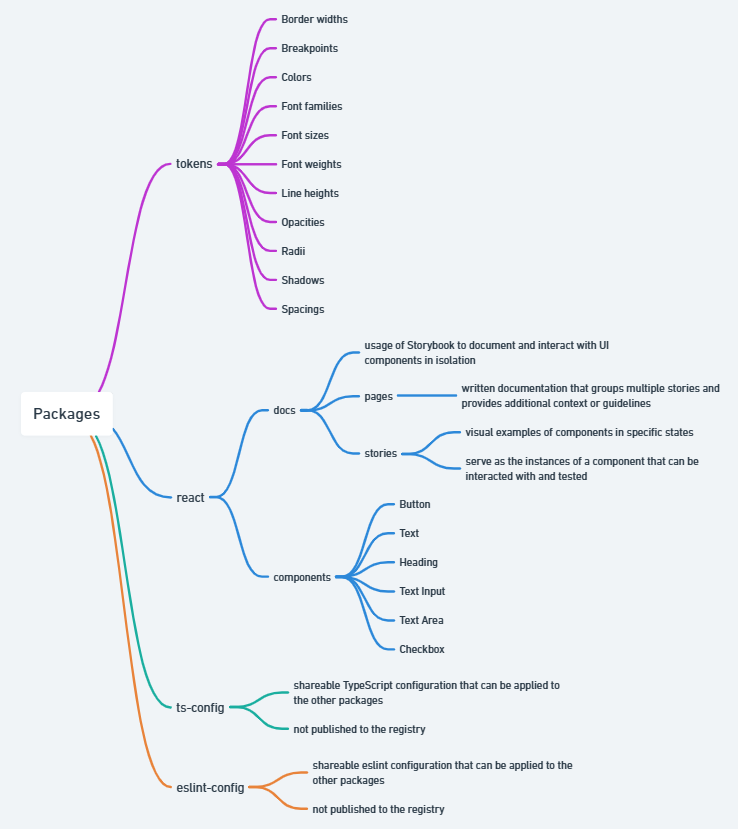 Packages
tokens
Border widths
Breakpoints
Colors
Font families
Font sizes
Font weights
Line heights
Opacities
Radii
Shadows
Spacings
react
docs
usage of Storybook to document and interact with UI
components in isolation
pages
written documentation that groups multiple stories and
provides additional context or guidelines
stories
visual examples of components in specific states
serve as the instances of a component that can be
interacted with and tested
components
Button
Text
Heading
Text Input
Text Area
Checkbox
ts-config
shareable TypeScript configuration that can be applied to
the other packages
not published to the registry
eslint-config
shareable eslint configuration that can be applied to the
other packages
not published to the registry